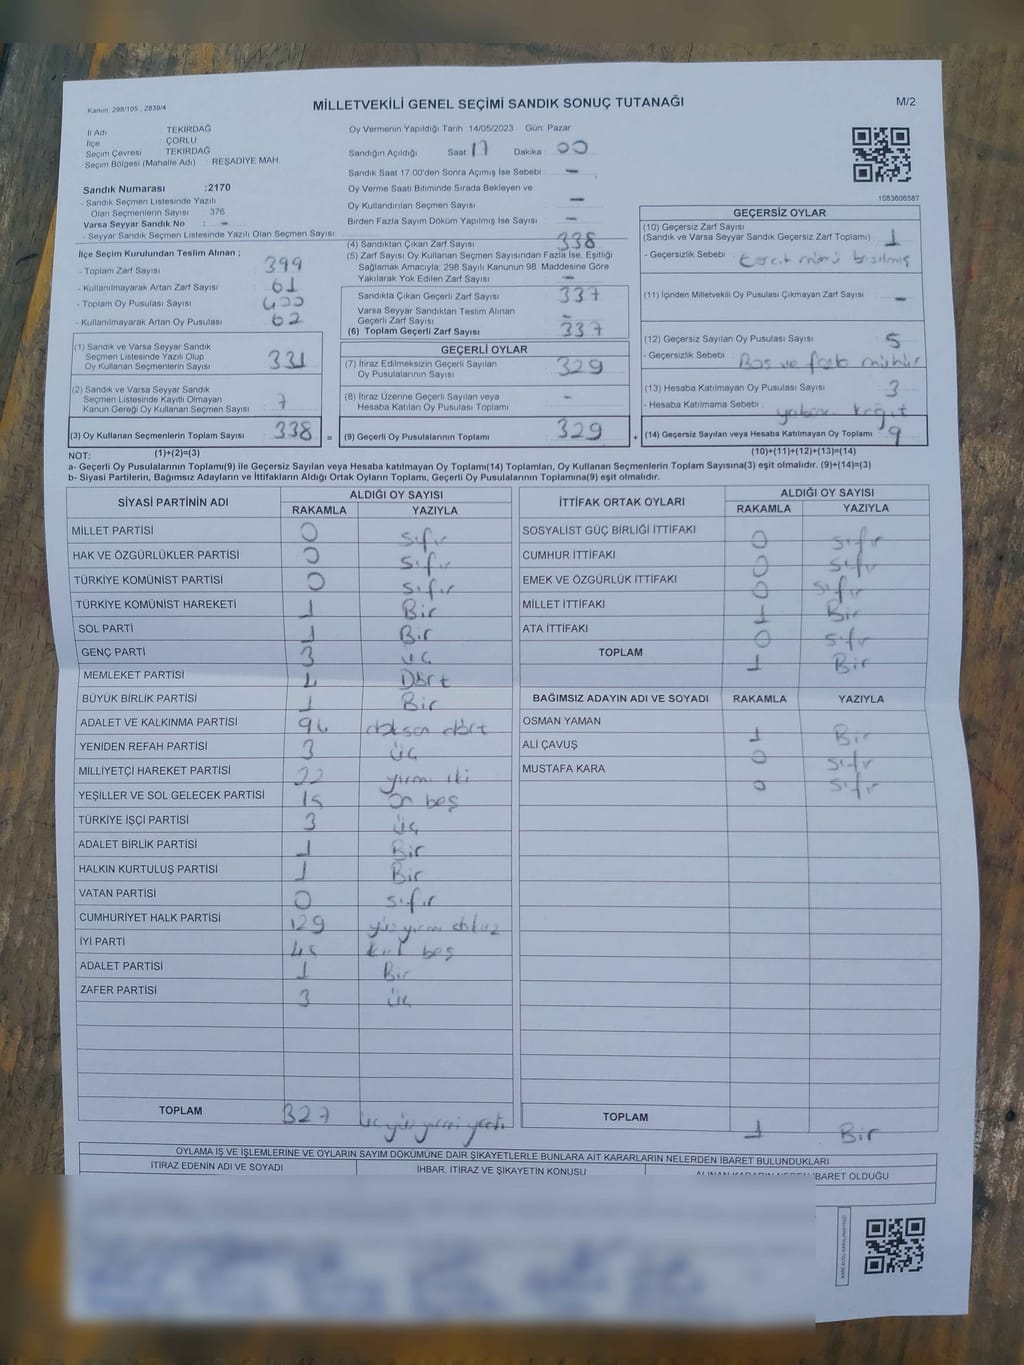 Kanun: 298/105 , 2839/4
MİLLETVEKİLİ GENEL SEÇİMİ SANDIK SONUÇ TUTANAĞI
M/2
İl Adı TEKİRDAĞ
İlçe ÇORLU
Seçim Çevresi : TEKİRDAĞ
Seçim Bölgesi (Mahalle Adı) : REŞADİYE MAH.
Sandık Numarası :2170
- Sandık Seçmen Listesinde Yazılı
Olan Seçmenlerin Sayısı : 376
Varsa Seyyar Sandık No : -
- Seyyar Sandık Seçmen Listesinde Yazılı Olan Seçmen Sayısı:
Oy Vermenin Yapıldığı Tarih 14/05/2023 Gün: Pazar
Sandığın Açıldığı Saat 17 Dakika 00
Sandık Saat 17.00'den Sonra Açımış İse Sebebi : -
Oy Verme Saati Bitiminde Sırada Bekleyen ve
Oy Kullandırılan Seçmen Sayısı -
Birden Fazla Sayım Döküm Yapılmış İse Sayısı -
1083606587
İlçe Seçim Kurulundan Teslim Alınan ;
- Toplam Zarf Sayısı 399
- Kullanılmayarak Artan Zarf Sayısı 61
- Toplam Oy Pusulası Sayısı 400
- Kullanılmayarak Artan Oy Pusulası 62
(1) Sandık ve Varsa Seyyar Sandık
Seçmen Listesinde Yazılı Olup
Oy Kullanan Seçmenlerin Sayısı 331
(2) Sandık ve Varsa Seyyar Sandık
Seçmen Listesinde Kayıtlı Olmayan
Kanun Gereği Oy Kullanan Seçmen Sayısı 7
(3) Oy Kullanan Seçmenlerin Toplam Sayısı 338 =
(4) Sandıktan Çıkan Zarf Sayısı 338
(5) Zarf Sayısı Oy Kullanan Seçmen Sayısından Fazla İse, Eşitliği
Sağlamak Amacıyla, 298 Sayılı Kanunun 98. Maddesine Göre
Yakılarak Yok Edilen Zarf Sayısı -
Sandıkta Çıkan Geçerli Zarf Sayısı 337
Varsa Seyyar Sandıktan Teslim Alınan
Geçerli Zarf Sayısı -
(6) Toplam Geçerli Zarf Sayısı 337
GEÇERLİ OYLAR
(7) İtiraz Edilmeksizin Geçerli Sayılan
Oy Pusulalarının Sayısı 329
(8) İtiraz Üzerine Geçerli Sayılan veya
Hesaba Katılan Oy Pusulası Toplamı -
(9) Geçerli Oy Pusulalarının Toplamı 329 +
GEÇERSİZ OYLAR
(10) Geçersiz Zarf Sayısı
(Sandık ve Varsa Seyyar Sandık Geçersiz Zarf Toplamı) 1
- Geçersizlik Sebebi : tercih mührü basılmış
(11) İçinden Milletvekili Oy Pusulası Çıkmayan Zarf Sayısı -
(12) Geçersiz Sayılan Oy Pusulası Sayısı 5
- Geçersizlik Sebebi : Boş ve fazla mühür
(13) Hesaba Katılmayan Oy Pusulası Sayısı 3
- Hesaba Katılmama Sebebi : kağıt
(14) Geçersiz Sayılan veya Hesaba Katılmayan Oy Toplamı 9
NOT: (1)+(2)=(3) (10)+(11)+(12)+(13)=(14)
a- Geçerli Oy Pusulalarının Toplamı(9) ile Geçersiz Sayılan veya Hesaba katılmayan Oy Toplamı(14) Toplamları, Oy Kullanan Seçmenlerin Toplam Sayısına(3) eşit olmalıdır. (9)+(14)=(3)
b- Siyasi Partilerin, Bağımsız Adayların ve İttifakların Aldığı Ortak Oyların Toplamı, Geçerli Oy Pusulalarının Toplamına(9) eşit olmalıdır.
SİYASİ PARTİNİN ADI ALDIĞI OY SAYISI
RAKAMLA YAZIYLA
MİLLET PARTİSİ 0 Sıfır
HAK VE ÖZGÜRLÜKLER PARTİSİ 0 Sıfır
TÜRKİYE KOMÜNİST PARTİSİ 0 Sıfır
TÜRKİYE KOMÜNİST HAREKETİ 1 Bir
SOL PARTİ 1 Bir
GENÇ PARTİ 3 üç
MEMLEKET PARTİSİ 4 Dört
BÜYÜK BİRLİK PARTİSİ 1 Bir
ADALET VE KALKINMA PARTİSİ 94 doksan dört
YENİDEN REFAH PARTİSİ 3 üç
MİLLİYETÇİ HAREKET PARTİSİ 22 yirmi iki
YEŞİLLER VE SOL GELECEK PARTİSİ 15 on beş
TÜRKİYE İŞÇİ PARTİSİ 3 üç
ADALET BİRLİK PARTİSİ 1 Bir
HALKIN KURTULUŞ PARTİSİ 1 Bir
VATAN PARTİSİ 0 sıfır
CUMHURİYET HALK PARTİSİ 129 yüz yirmi dokuz
İYİ PARTİ 45 kırk beş
ADALET PARTİSİ 1 Bir
ZAFER PARTİSİ 3 üç
TOPLAM 327 üç yüz yirmi yedi
İTTİFAK ORTAK OYLARI ALDIĞI OY SAYISI
RAKAMLA YAZIYLA
SOSYALİST GÜÇ BİRLİĞİ İTTİFAKI 0 sıfır
CUMHUR İTTİFAKI 0 sıfır
EMEK VE ÖZGÜRLÜK İTTİFAKI 0 sıfır
MİLLET İTTİFAKI 1 Bir
ATA İTTİFAKI 0 sıfır
TOPLAM 1 Bir
BAĞIMSIZ ADAYIN ADI VE SOYADI RAKAMLA YAZIYLA
OSMAN YAMAN 1 Bir
ALİ ÇAVUŞ 0 sıfır
MUSTAFA KARA 0 sıfır
TOPLAM 1 Bir
OYLAMA İŞ VE İŞLEMLERİNE VE OYLARIN SAYIM DÖKÜMÜNE DAİR ŞİKAYETLERLE BUNLARA AİT KARARLARIN NELERDEN İBARET BULUNDUKLARI
İTİRAZ EDENİN ADI VE SOYADI İHBAR, İTİRAZ VE ŞİKAYETİN KONUSU ALINAN KARARIN NEDEN İBARET OLDUĞU